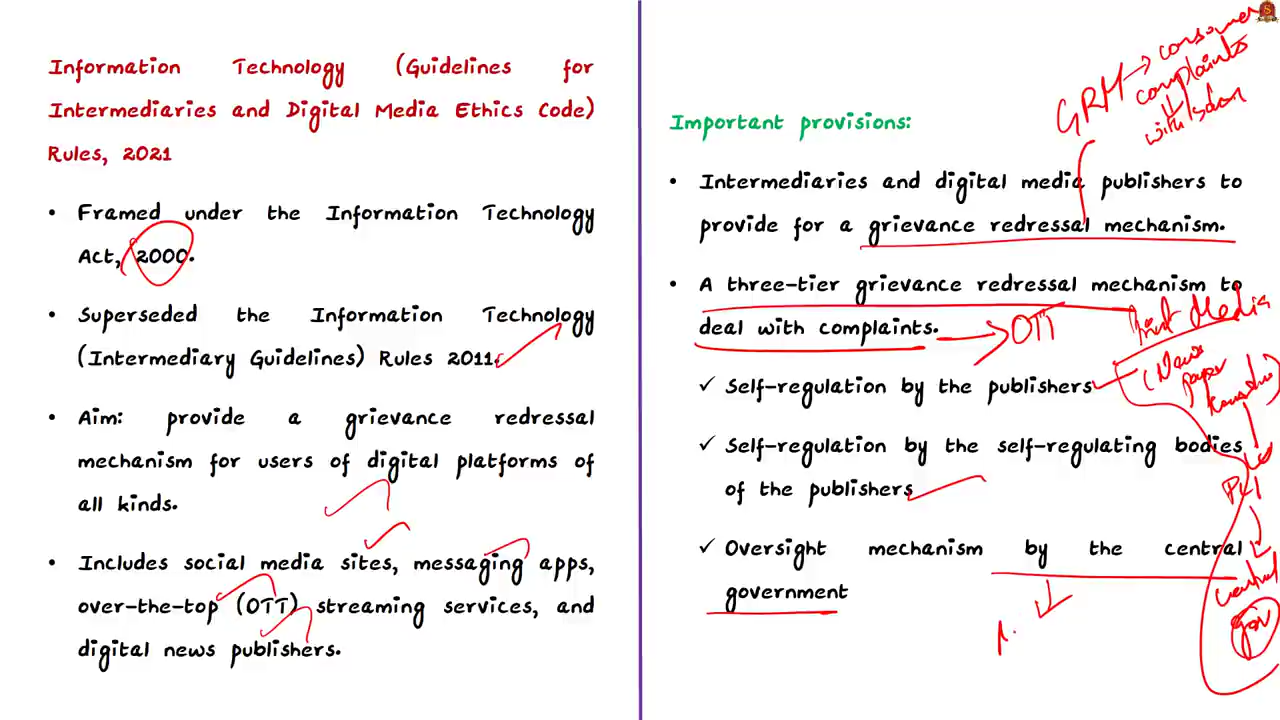 Information Technology (Guidelines for
Intermediaries and Digital Media Ethics Code)
Rules, 2021
• Framed under the Information Technology
Act, 2000.
• Superseded the Information Technology
(Intermediary Guidelines) Rules 2011.
• Aim: provide a grievance redressal
mechanism for users of digital platforms of
all kinds.
• Includes social media sites, messaging apps,
over-the-top (OTT) streaming services, and
digital news publishers.
Important provisions:
• Intermediaries and digital media publishers to
provide for a grievance redressal mechanism.
• A three-tier grievance redressal mechanism to
deal with complaints.
✓ Self-regulation by the publishers
✓ Self-regulation by the self-regulating bodies
of the publishers
✓ Oversight mechanism by the central
government
GRM → consumer
complaints
OTT
Print Media
(News
paper
PCI
central
gov